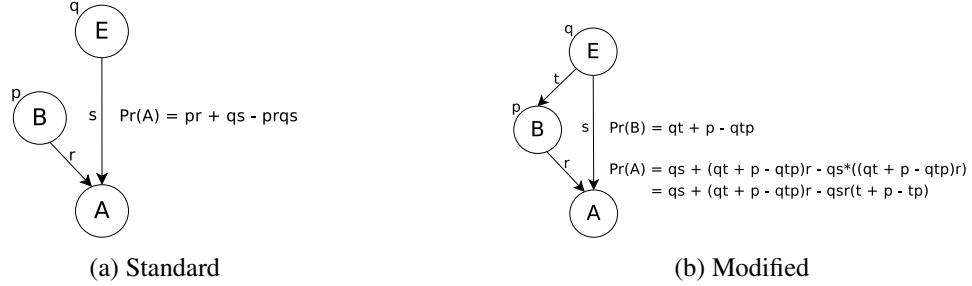 q
E
p
B
s
r
A
Pr(A) = pr + qs - prqs
(a) Standard
q
E
t
p
B
s
r
A
Pr(B) = qt + p - qtp
Pr(A) = qs + (qt + p - qtp)r - qs*((qt + p - qtp)r)
= qs + (qt + p - qtp)r - qsr(t + p - tp)
(b) Modified